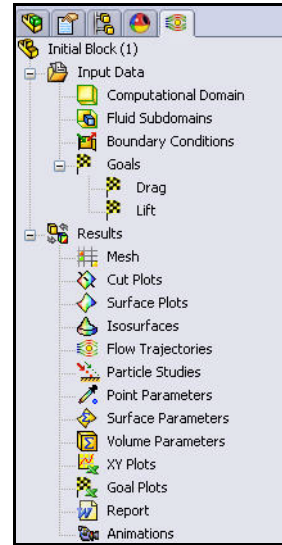 Initial Block (1)
Input Data
Computational Domain
Fluid Subdomains
Boundary Conditions
Goals
Drag
Lift
Results
Mesh
Cut Plots
Surface Plots
Isosurfaces
Flow Trajectories
Particle Studies
Point Parameters
Surface Parameters
Volume Parameters
XY Plots
Goal Plots
Report
Animations